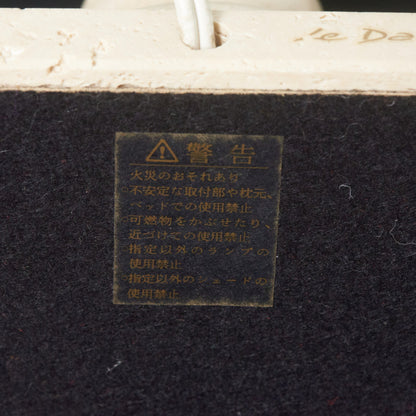 'e Da
警告
火災のおそれあり
不安定な取付部や枕元、
ベッドでの使用禁止
可燃物をかぶせたり、
近づけての使用禁止
指定以外のランプの
使用禁止
指定以外のシェードの
使用禁止